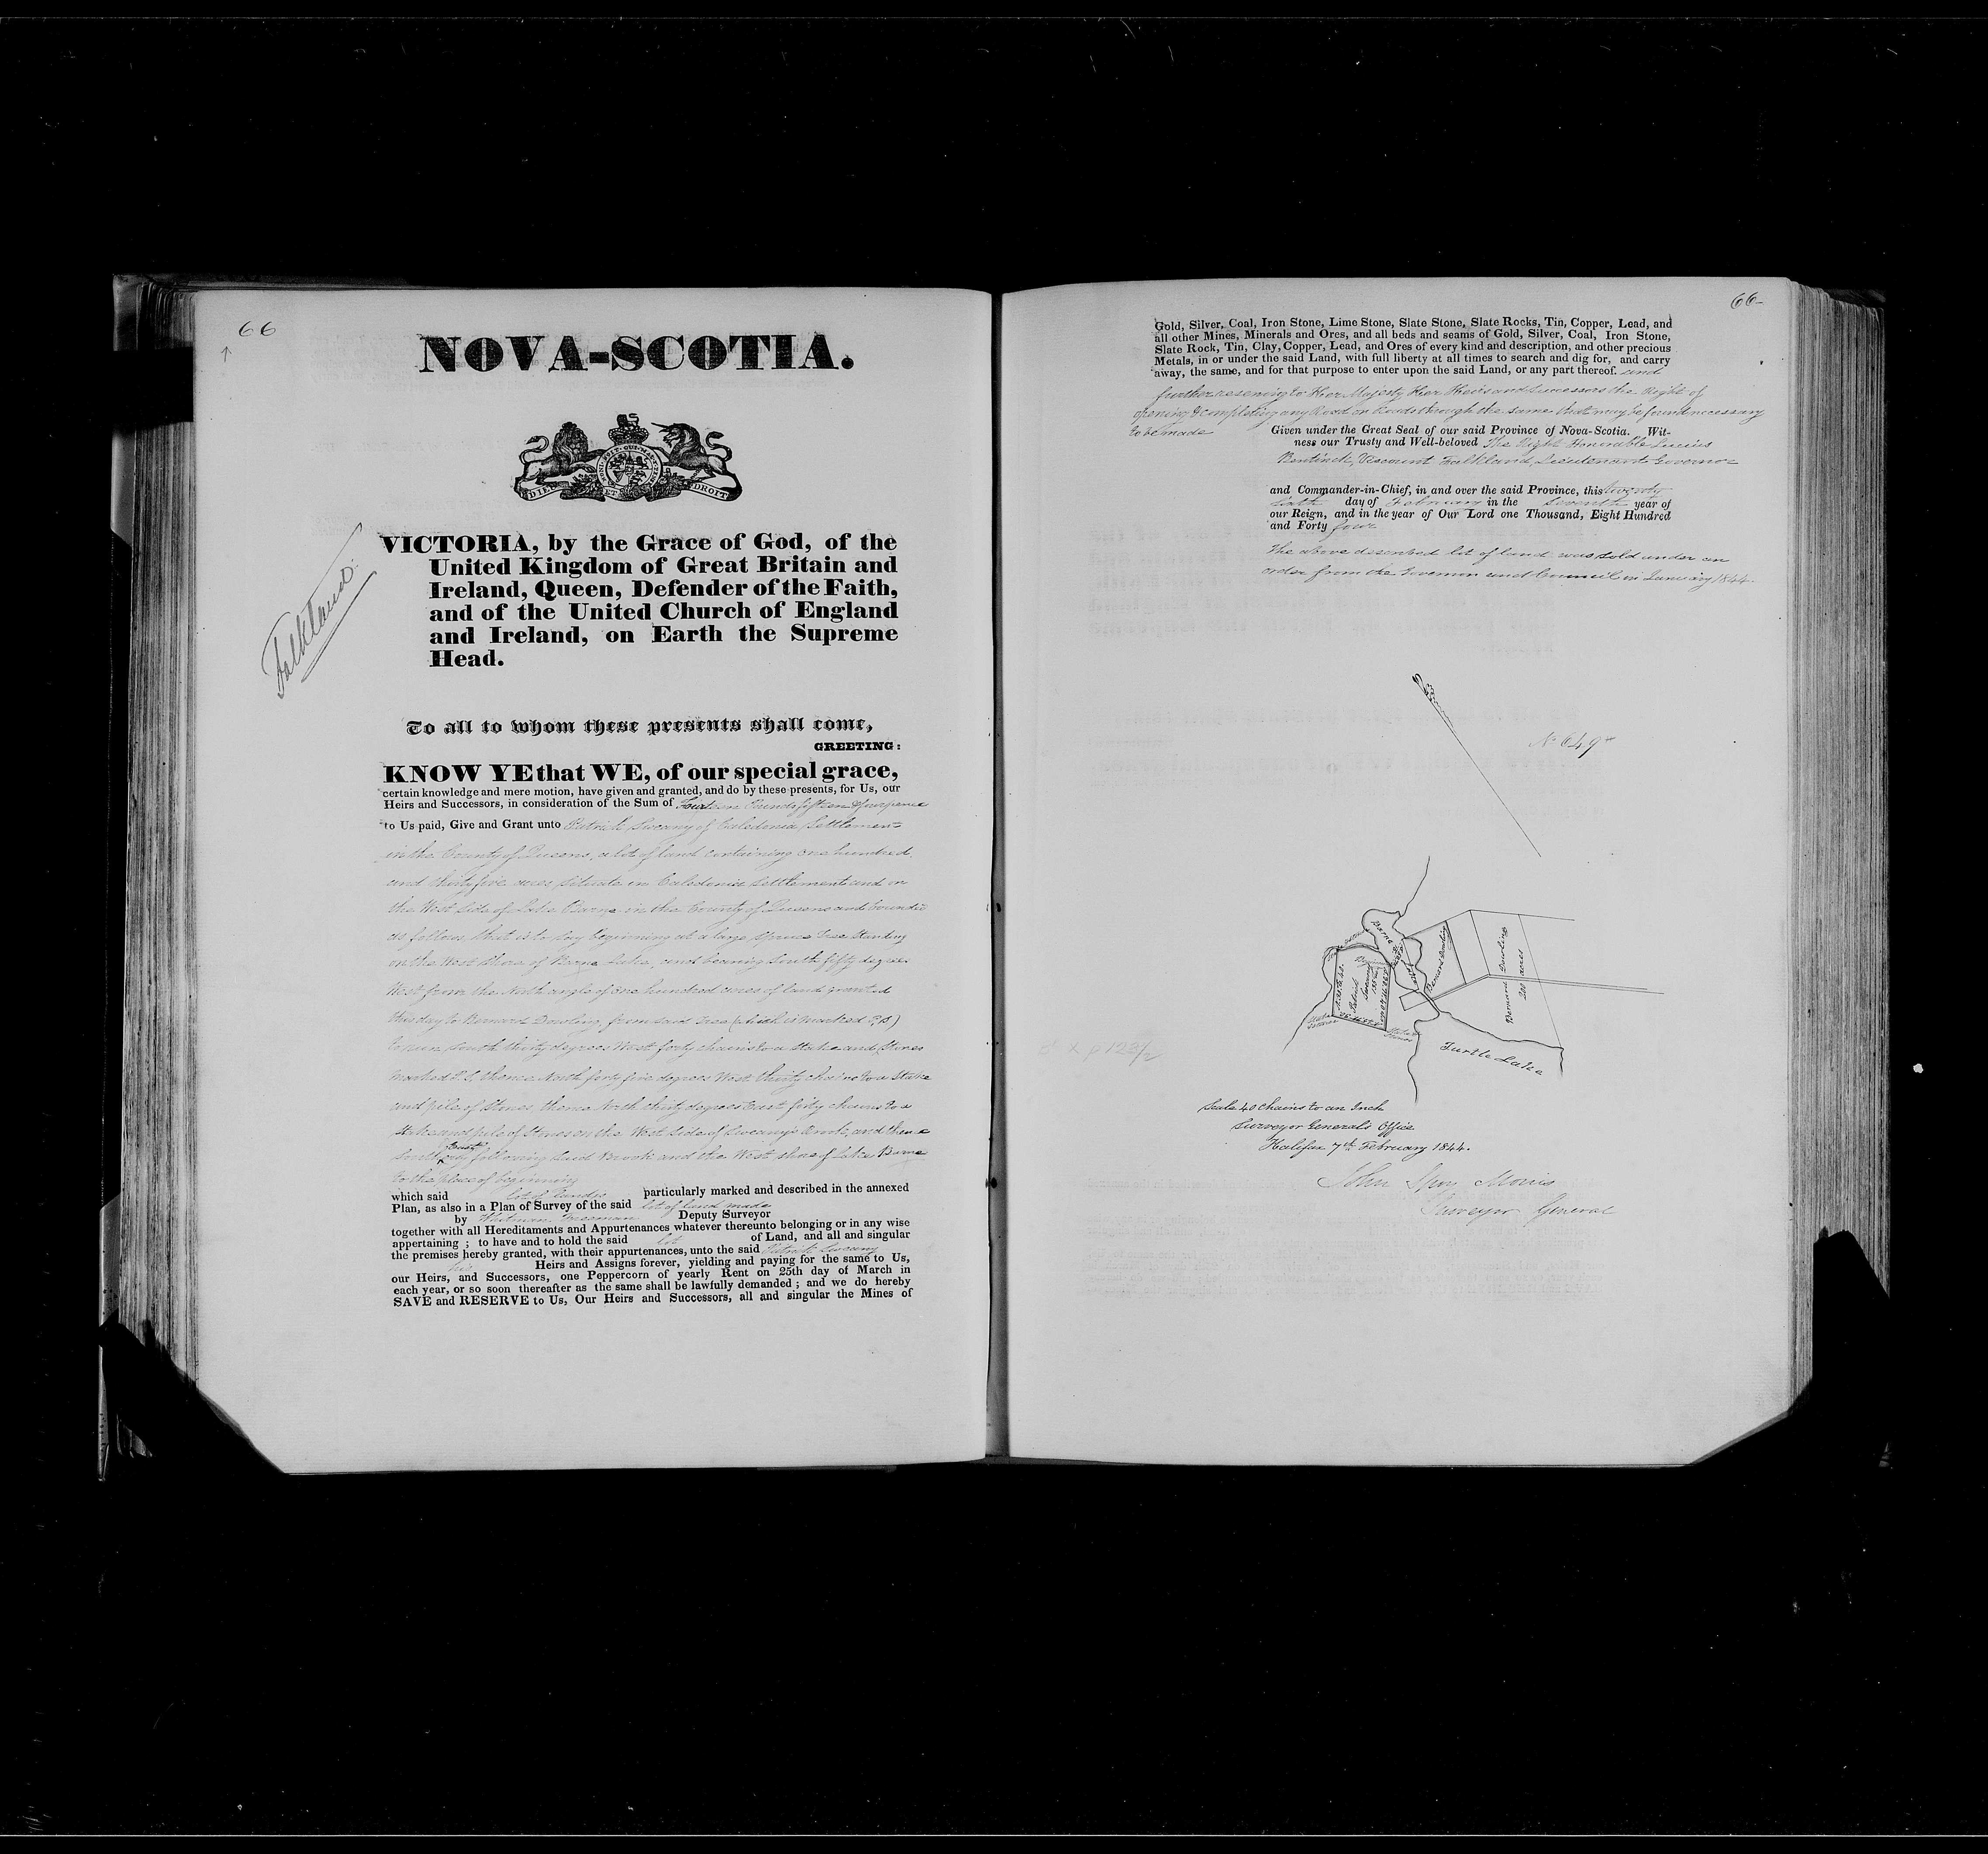 66
NOVA-SCOTIA.
DIEU ET MON DROIT
Falkland.
VICTORIA, by the Grace of God, of the
United Kingdom of Great Britain and
Ireland, Queen, Defender of the Faith,
and of the United Church of England
and Ireland, on Earth the Supreme
Head.
To all to whom these presents shall come,
GREETING:
KNOW YE that WE, of our special grace,
certain knowledge and mere motion, have given and granted, and do by these presents, for Us, our
Heirs and Successors, in consideration of the Sum of Pounds fifteen
to Us paid, Give and Grant unto Patrick Sweany of Caledonia Settlement
in the County of Queens, a lot of land containing one hundred
and thirty five acres situate in Caledonia Settlement and on
the West side of Lake Barna in the County of Queens and bounded
as follows, that is to say beginning at a large Spruce Tree standing
on the West Shore of Barna Lake, and bearing South fifty degrees
West from the North angle of one hundred acres of land granted
this day to Bernard Dowling, from said Tree (which is marked P.S)
to run South thirty degrees West forty chains to a Stake and Stones
marked P.S. thence North forty five degrees West thirty chains to a Stake
and pile of Stones, thence North thirty degrees East fifty chains to a
Stake and pile of Stones on the West side of Sweany's Brook, and thence
South East following said Brook and the West shore of Lake Barna
to the place of beginning
which said lot of land is particularly marked and described in the annexed
Plan, as also in a Plan of Survey of the said lot of land made
by Whitman Freeman Deputy Surveyor
together with all Hereditaments and Appurtenances whatever thereunto belonging or in any wise
appertaining ; to have and to hold the said lot of Land, and all and singular
the premises hereby granted, with their appurtenances, unto the said Patrick Sweany
his Heirs and Assigns forever, yielding and paying for the same to Us,
our Heirs, and Successors, one Peppercorn of yearly Rent on 25th day of March in
each year, or so soon thereafter as the same shall be lawfully demanded ; and we do hereby
SAVE and RESERVE to Us, Our Heirs and Successors, all and singular the Mines of
66
Gold, Silver, Coal, Iron Stone, Lime Stone, Slate Stone, Slate Rocks, Tin, Copper, Lead, and
all other Mines, Minerals and Ores, and all beds and seams of Gold, Silver, Coal, Iron Stone,
Slate Rock, Tin, Clay, Copper, Lead, and Ores of every kind and description, and other precious
Metals, in or under the said Land, with full liberty at all times to search and dig for, and carry
away, the same, and for that purpose to enter upon the said Land, or any part thereof. and
further reserving to Her Majesty Her Heirs and Successors the Right of
opening & completing any Road or Roads through the same that may be found necessary
to be made
Given under the Great Seal of our said Province of Nova-Scotia. Wit-
ness our Trusty and Well-beloved The Right Honorable Lucius
Bentinck, Viscount Falkland, Lieutenant Governor
and Commander-in-Chief, in and over the said Province, this twenty
sixth day of February in the Seventh year of
our Reign, and in the year of Our Lord one Thousand, Eight Hundred
and Forty four
The above described lot of land was sold under an
order from the Governor and Council in January 1844.
No 649
Barna Lake
Bernard Dowling
Bernard Dowling
200 acres
Patrick Sweany
135 acres
Turtle Lake
Scale 40 Chains to an Inch
Surveyor General's Office
Halifax 7th February 1844.
John Spry Morris
Surveyor General